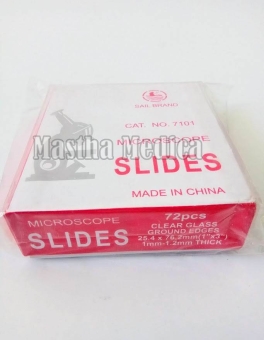 SAIL BRAND
CAT. NO. 7101
MICROSCOPE
Mastha Medica
SLIDES
MADE IN CHINA
MICROSCOPE
SLIDES
72pcs
CLEAR GLASS
GROUND EDGES
25.4 x 76.2mm(1"x3")
1mm-1.2mm THICK